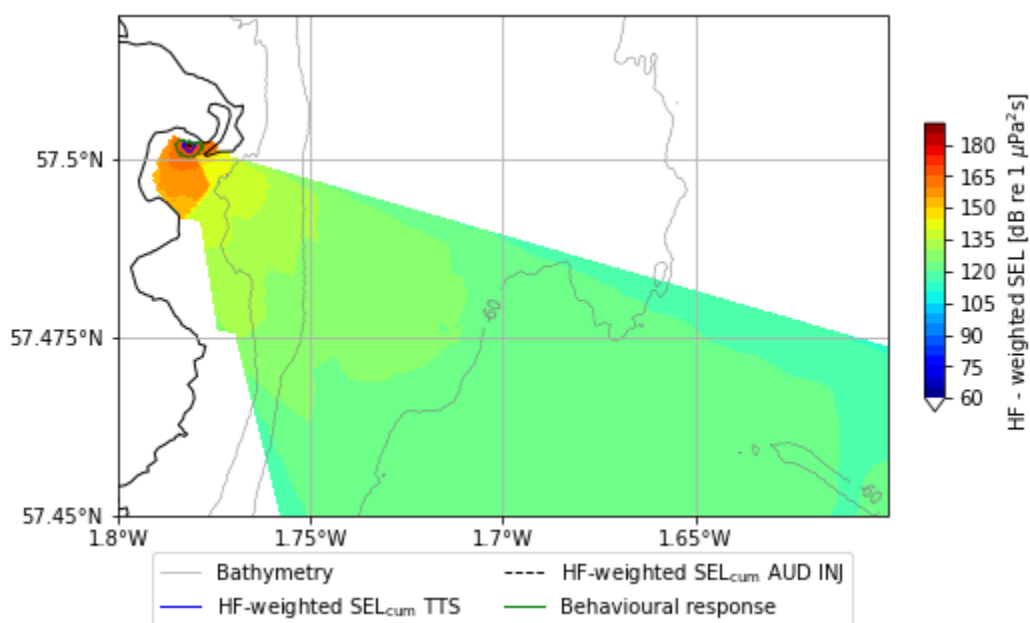 57.5°N
57.475°N
57.45°N
1.8°W 1.75°W 1.7°W 1.65°W
60
60
180
165
150
135
120
105
90
75
60
HF - weighted SEL [dB re 1 μPa²s]
Bathymetry
HF-weighted SELcum AUD INJ
HF-weighted SELcum TTS
Behavioural response